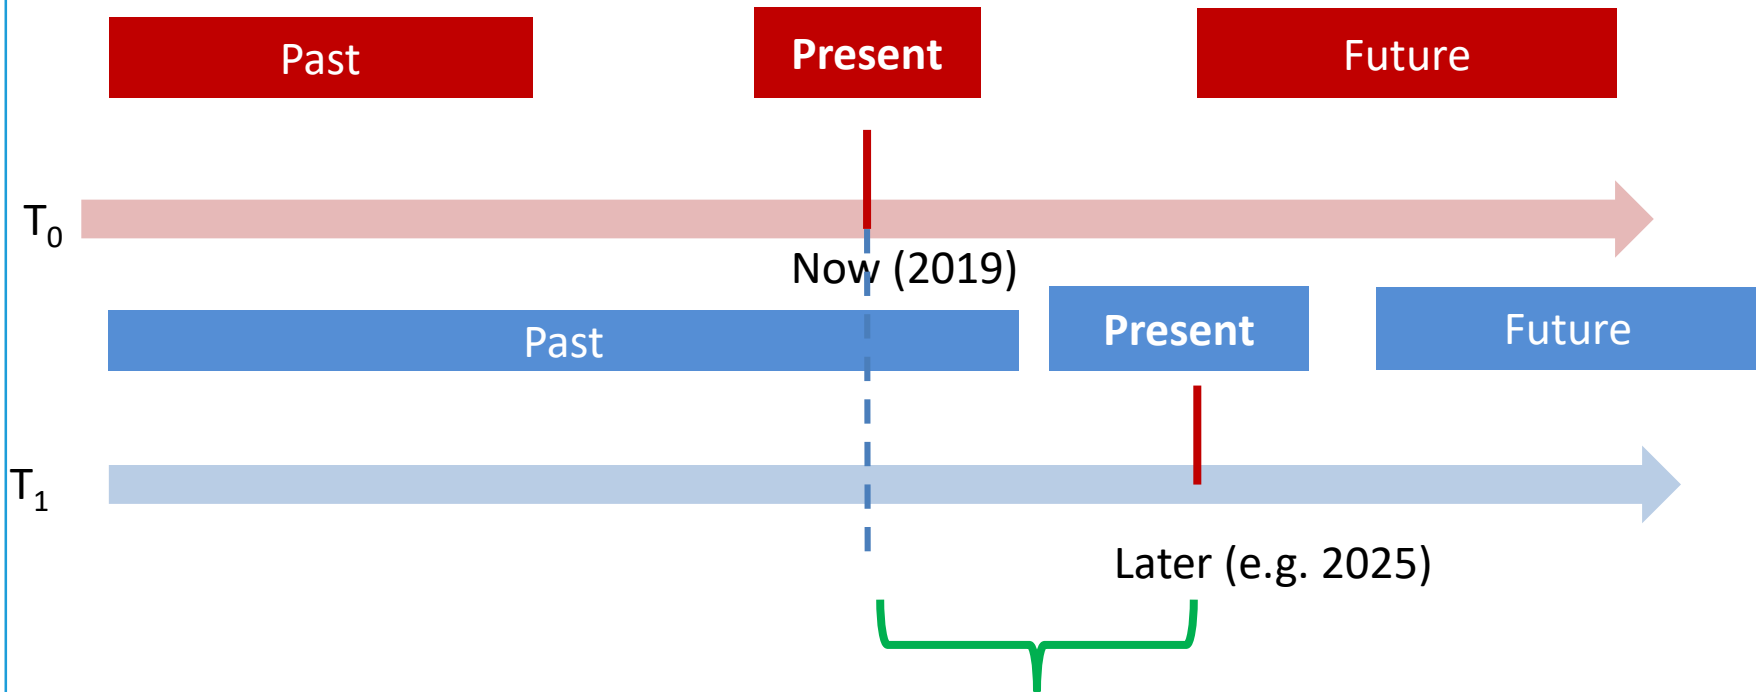 Past
Present
Future
T0
Now (2019)
Past
Present
Future
T1
Later (e.g. 2025)